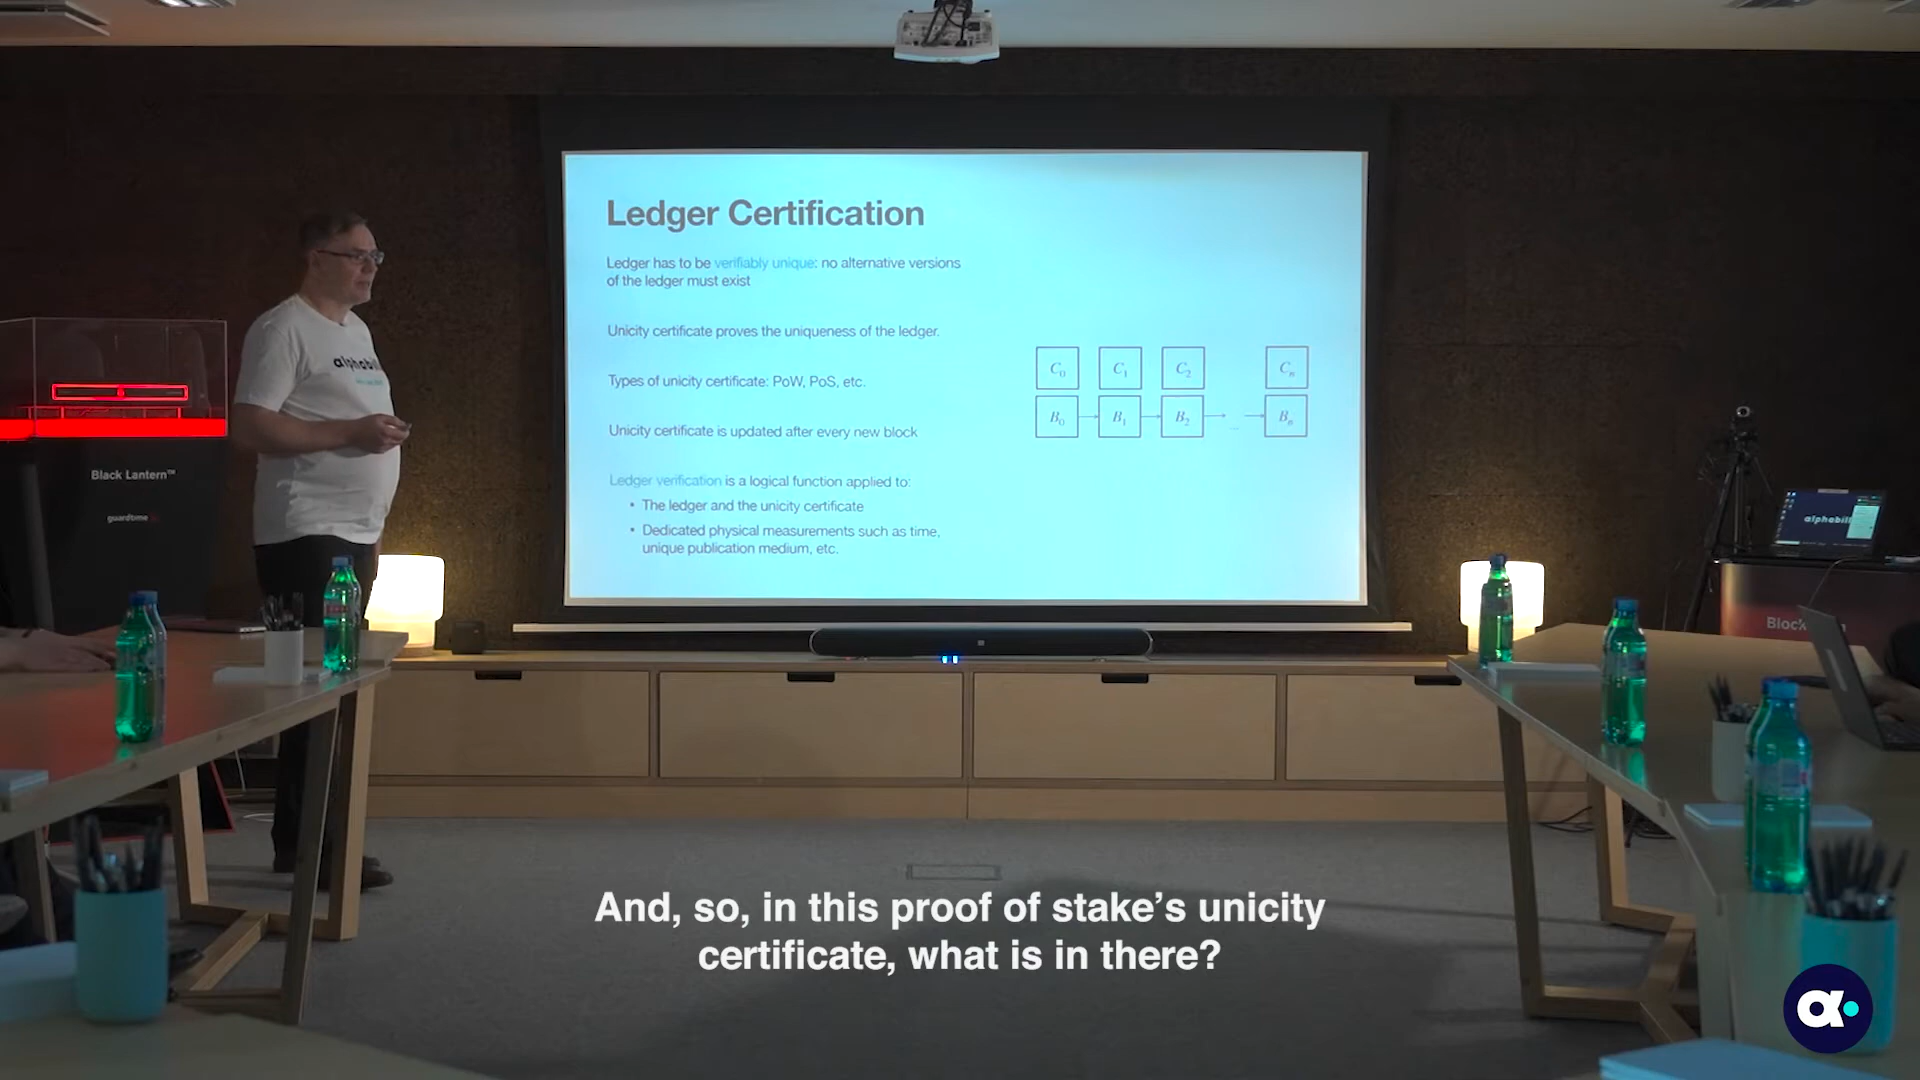 Ledger Certification
Ledger has to be verifiably unique: no alternative versions
of the ledger must exist
Unicity certificate proves the uniqueness of the ledger.
Types of unicity certificate: PoW, PoS, etc.
Unicity certificate is updated after every new block
Ledger verification is a logical function applied to:
• The ledger and the unicity certificate
• Dedicated physical measurements such as time,
unique publication medium, etc.
C₀ C₁ C₂ Cₙ
B₀ B₁ B₂ ... Bₙ
alphabill
Black Lantern™
guardtime
alphabill
And, so, in this proof of stake's unicity
certificate, what is in there?